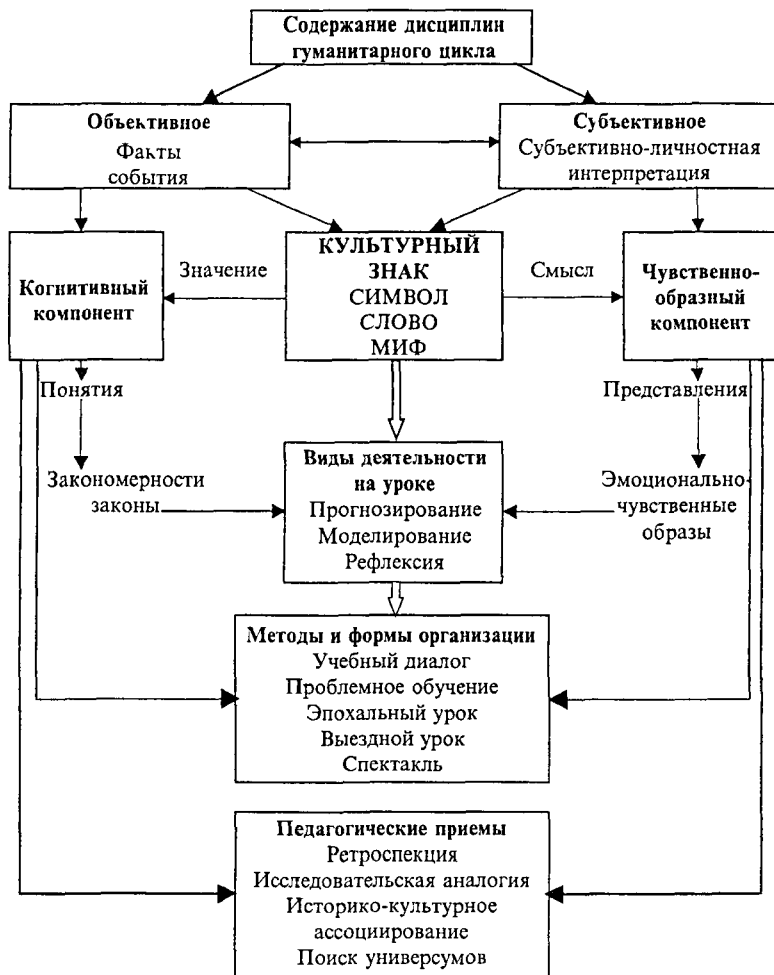 Содержание дисциплин
гуманитарного цикла
Объективное
Факты
события
Субъективное
Субъективно-личностная
интерпретация
Когнитивный
компонент
Значение
КУЛЬТУРНЫЙ
ЗНАК
СИМВОЛ
СЛОВО
МИФ
Смысл
Чувственно-
образный
компонент
Понятия
Представления
Закономерности
законы
Виды деятельности
на уроке
Прогнозирование
Моделирование
Рефлексия
Эмоционально-
чувственные
образы
Методы и формы организации
Учебный диалог
Проблемное обучение
Эпохальный урок
Выездной урок
Спектакль
Педагогические приемы
Ретроспекция
Исследовательская аналогия
Историко-культурное
ассоциирование
Поиск универсумов